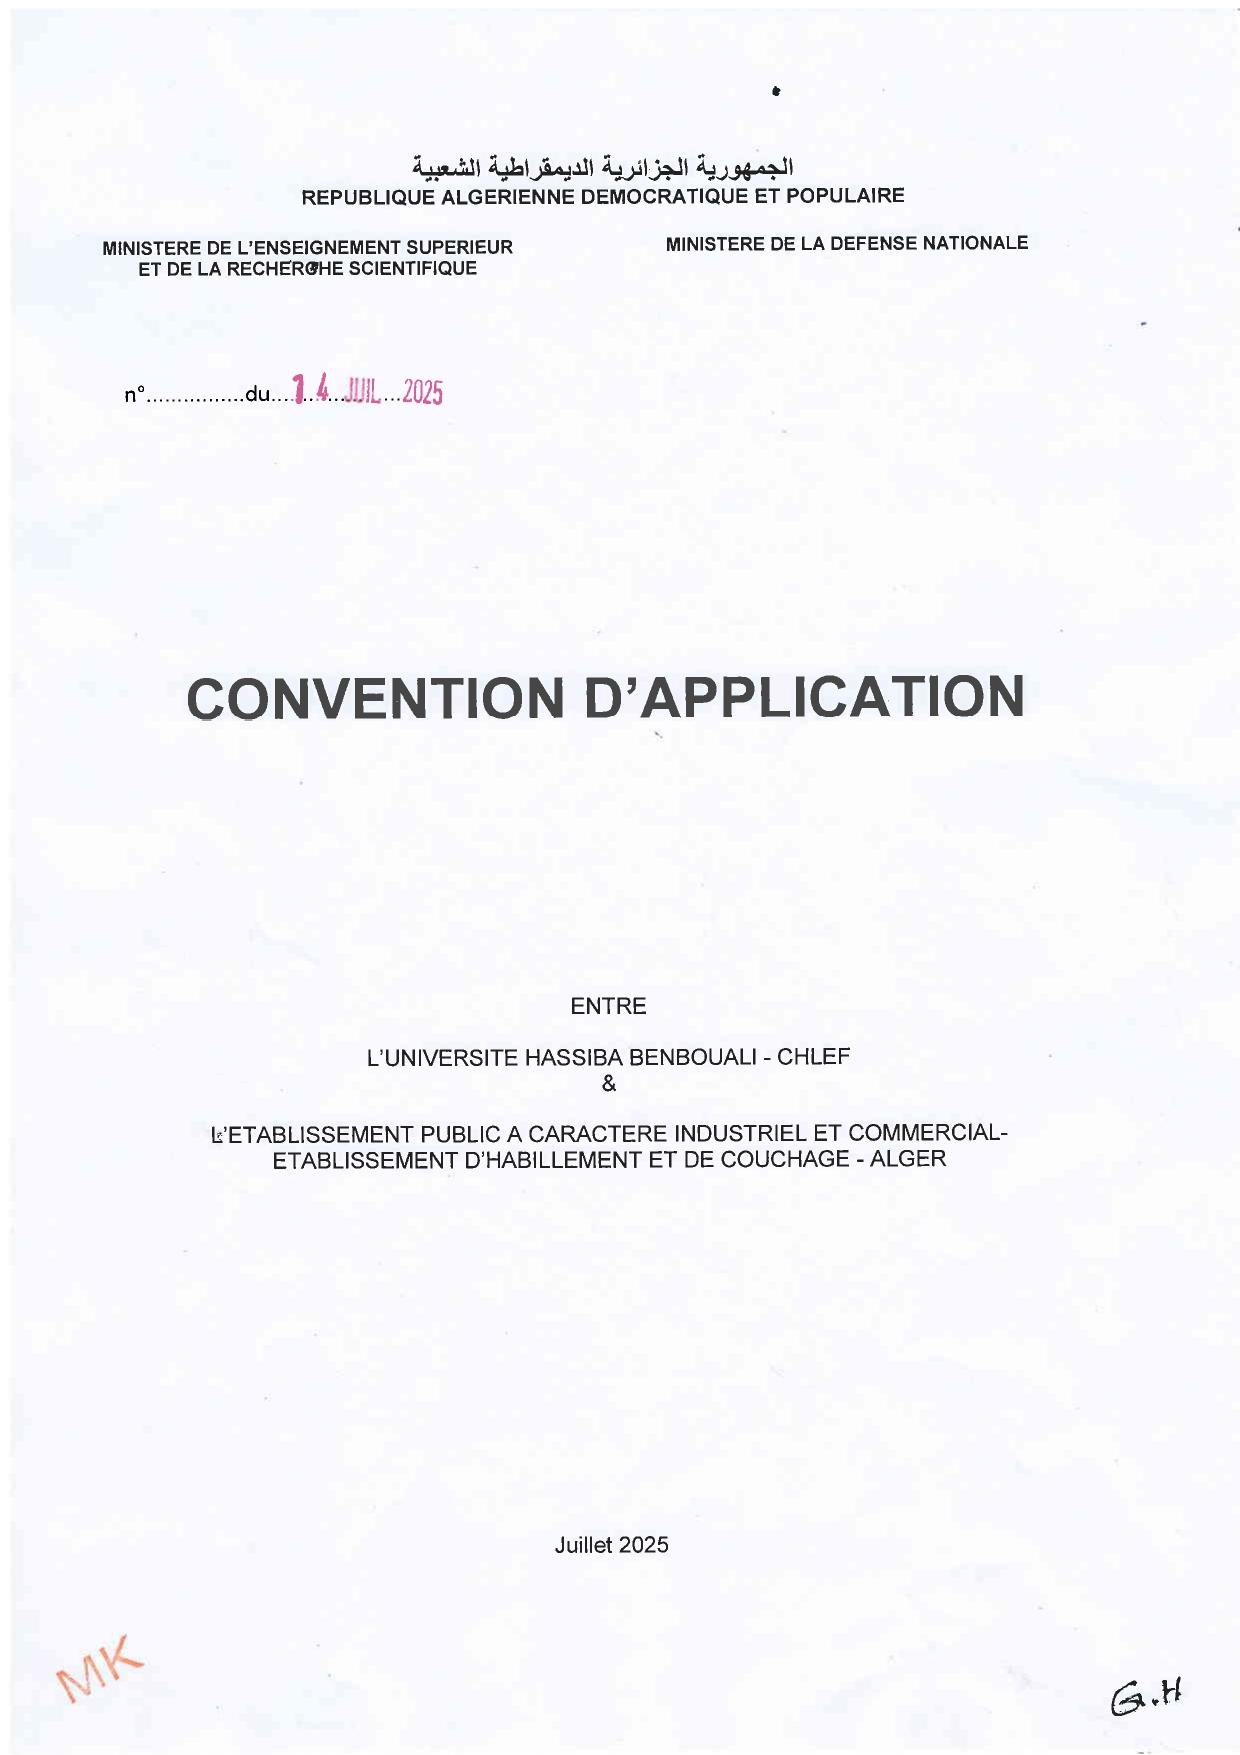 الجمهورية الجزائرية الديمقراطية الشعبية
REPUBLIQUE ALGERIENNE DEMOCRATIQUE ET POPULAIRE
MINISTERE DE L'ENSEIGNEMENT SUPERIEUR
ET DE LA RECHERCHE SCIENTIFIQUE
MINISTERE DE LA DEFENSE NATIONALE
n°................du....14...JUIL...2025
CONVENTION D'APPLICATION
ENTRE
L'UNIVERSITE HASSIBA BENBOUALI - CHLEF
&
L'ETABLISSEMENT PUBLIC A CARACTERE INDUSTRIEL ET COMMERCIAL-
ETABLISSEMENT D'HABILLEMENT ET DE COUCHAGE - ALGER
Juillet 2025
MK
G.H